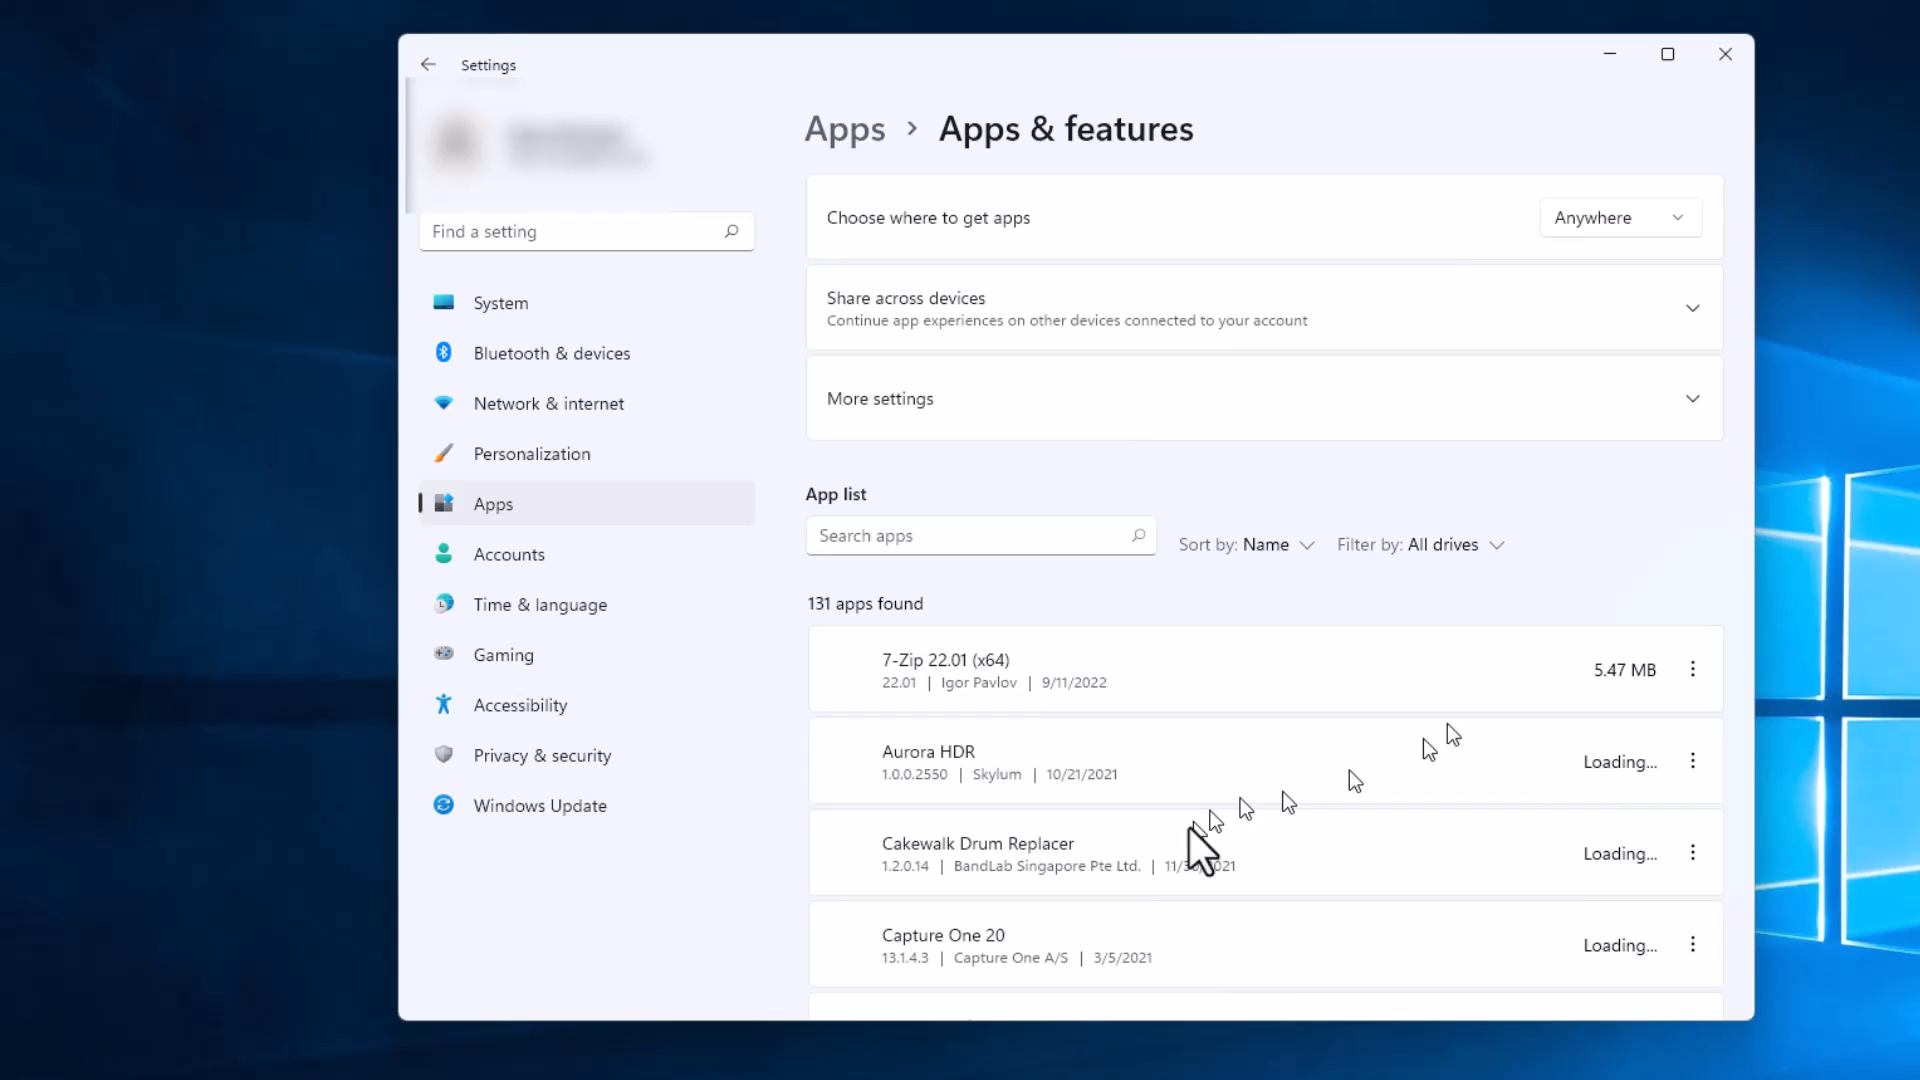 Settings
Find a setting
System
Bluetooth & devices
Network & internet
Personalization
Apps
Accounts
Time & language
Gaming
Accessibility
Privacy & security
Windows Update
Apps > Apps & features
Choose where to get apps
Anywhere
Share across devices
Continue app experiences on other devices connected to your account
More settings
App list
Search apps
Sort by: Name
Filter by: All drives
131 apps found
7-Zip 22.01 (x64)
22.01 | Igor Pavlov | 9/11/2022
5.47 MB
Aurora HDR
1.0.0.2550 | Skylum | 10/21/2021
Loading...
Cakewalk Drum Replacer
1.2.0.14 | BandLab Singapore Pte Ltd. |
Loading...
Capture One 20
13.1.4.3 | Capture One A/S | 3/5/2021
Loading...